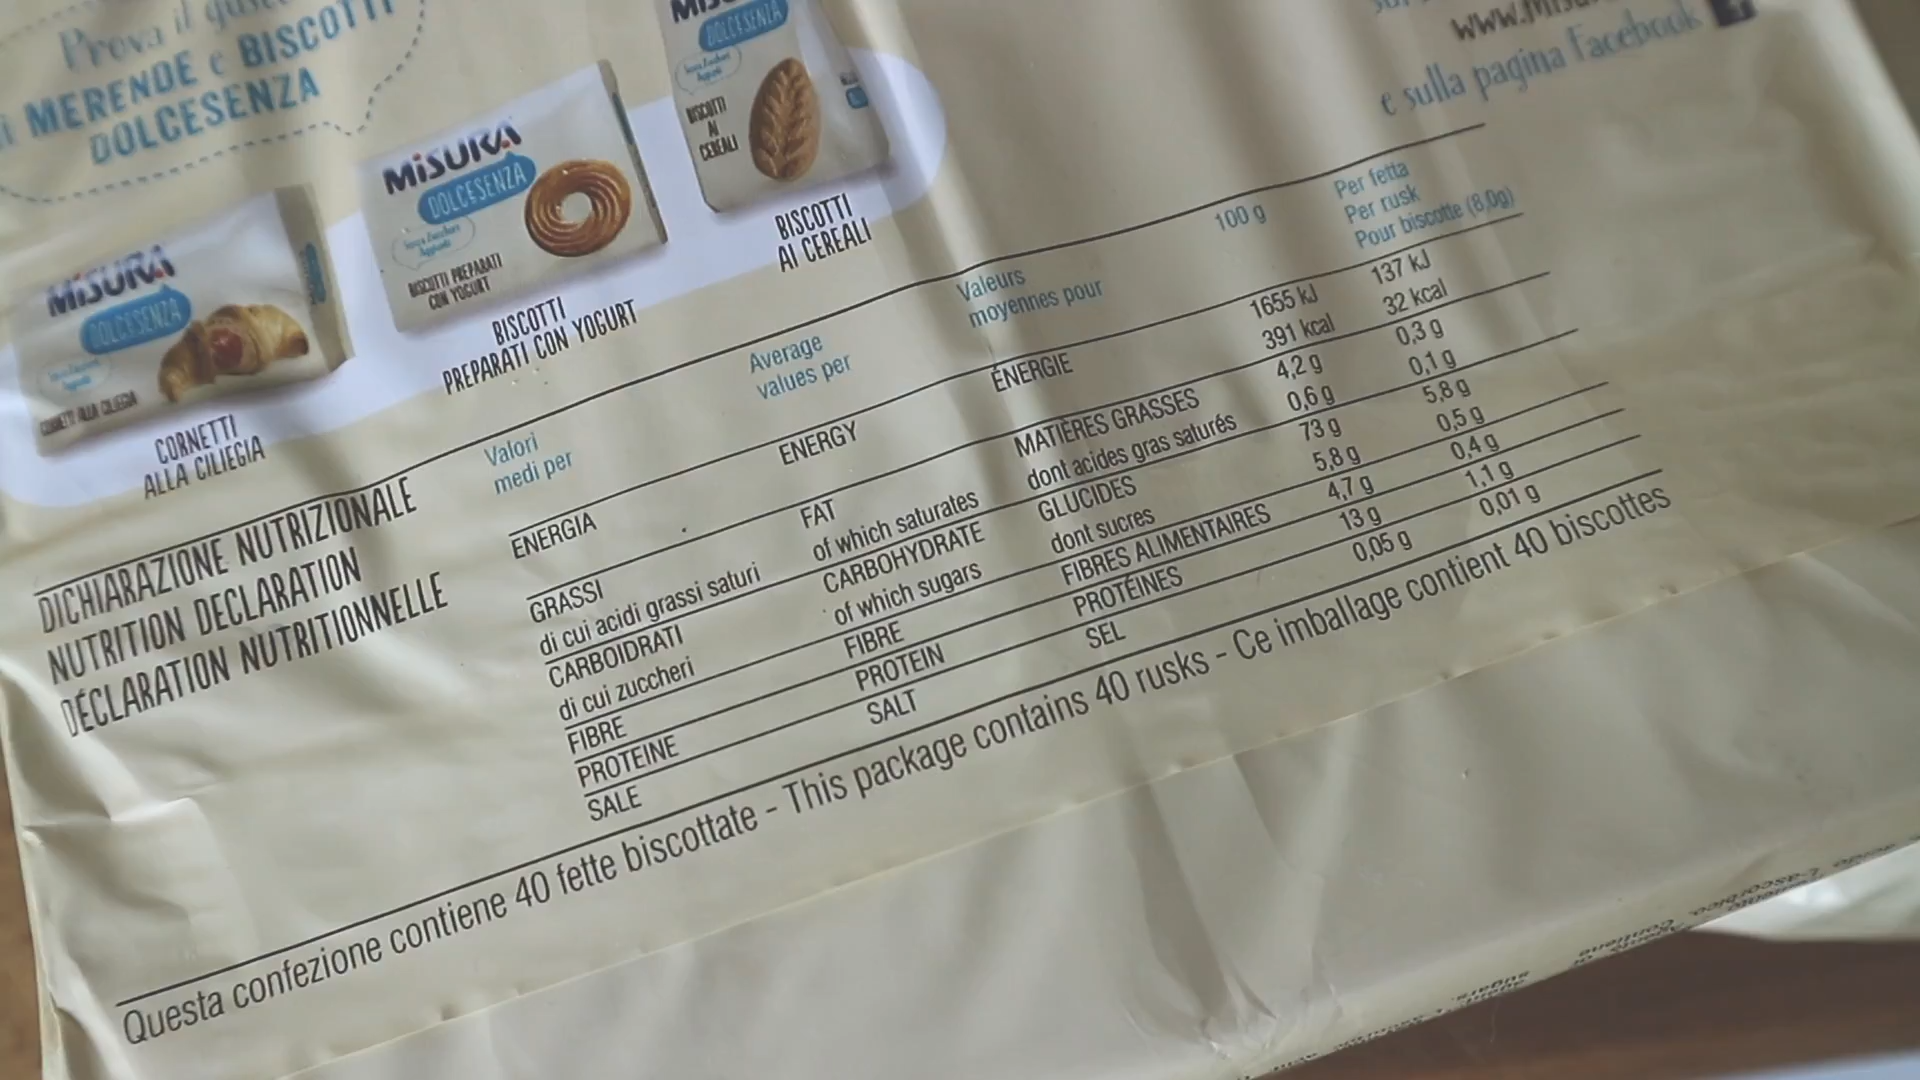 Prova il
MERENDE e BISCOTTI
DOLCESENZA
MiSURA
DOLCESENZA
CORNETTI ALLA CILIEGIA
CORNETTI
ALLA CILIEGIA
MiSURA
DOLCESENZA
Senza Zuccheri
Aggiunti
BISCOTTI PREPARATI
CON YOGURT
BISCOTTI
PREPARATI CON YOGURT
DOLCESENZA
Senza Zuccheri
Aggiunti
BISCOTTI
AI
CEREALI
BISCOTTI
AI CEREALI
e sulla pagina Facebook
DICHIARAZIONE NUTRIZIONALE
NUTRITION DECLARATION
DÉCLARATION NUTRITIONNELLE
Valori
medi per
Average
values per
Valeurs
moyennes pour
100 g
Per fetta
Per rusk
Pour biscotte (8,0g)
ENERGIA ENERGY ÉNERGIE 1655 kJ 137 kJ
391 kcal 32 kcal
GRASSI FAT MATIÈRES GRASSES 4,2 g 0,3 g
di cui acidi grassi saturi of which saturates dont acides gras saturés 0,6 g 0,1 g
CARBOIDRATI CARBOHYDRATE GLUCIDES 73 g 5,8 g
di cui zuccheri of which sugars dont sucres 5,8 g 0,5 g
FIBRE FIBRE FIBRES ALIMENTAIRES 4,7 g 0,4 g
PROTEINE PROTEIN PROTÉINES 13 g 1,1 g
SALE SALT SEL 0,05 g 0,01 g
Questa confezione contiene 40 fette biscottate - This package contains 40 rusks - Ce imballage contient 40 biscottes